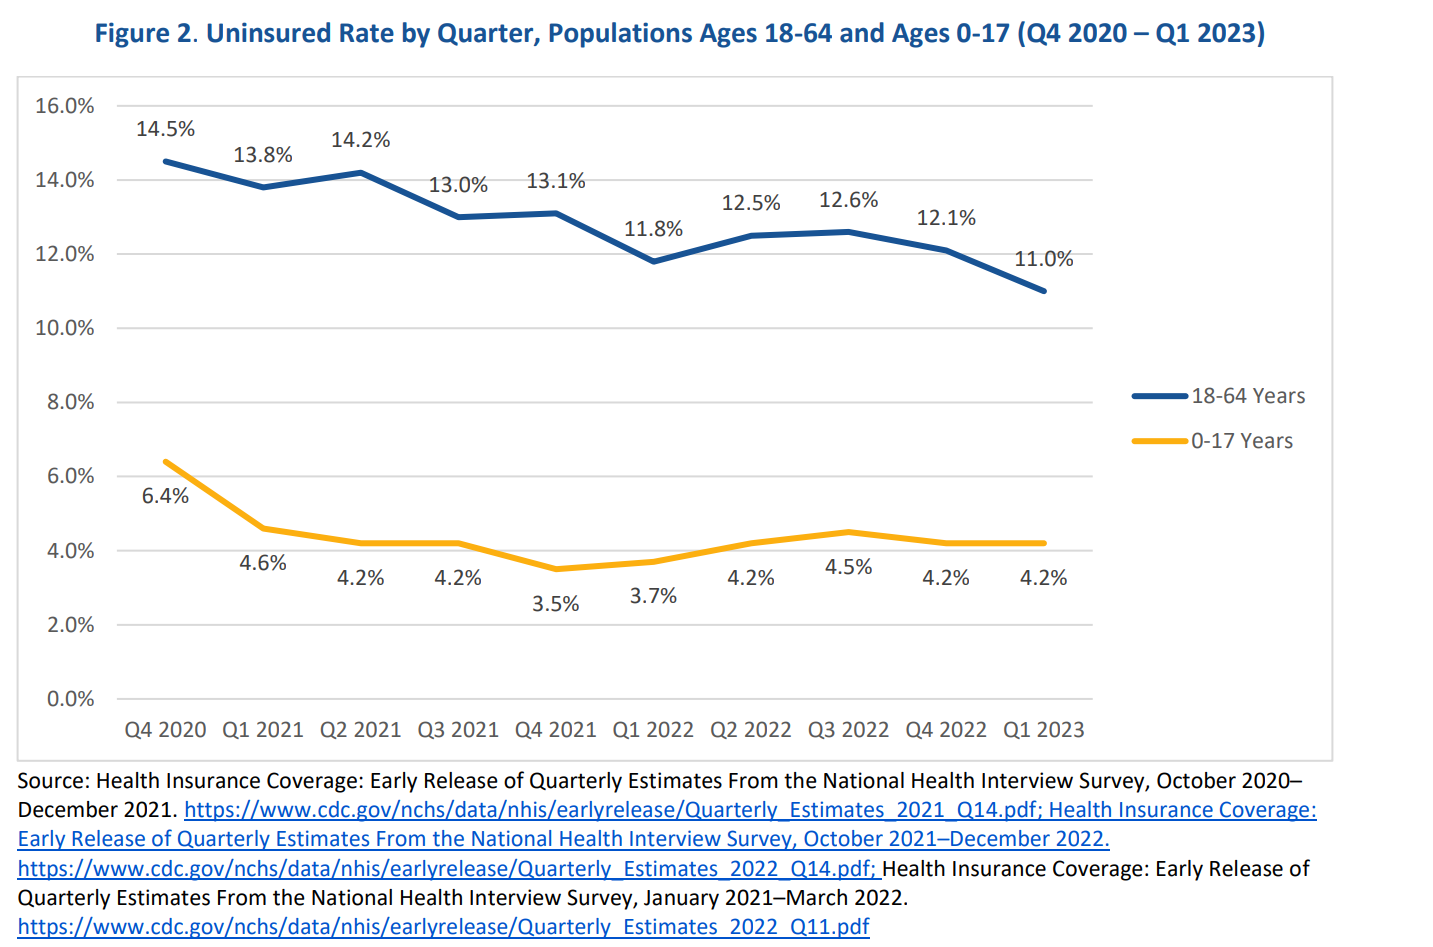 Figure 2. Uninsured Rate by Quarter, Populations Ages 18-64 and Ages 0-17 (Q4 2020 – Q1 2023)
16.0%
14.0%
12.0%
10.0%
8.0%
6.0%
4.0%
2.0%
0.0%
14.5%
13.8%
14.2%
13.0%
13.1%
11.8%
12.5%
12.6%
12.1%
11.0%
6.4%
4.6%
4.2%
4.2%
3.5%
3.7%
4.2%
4.5%
4.2%
4.2%
18-64 Years
0-17 Years
Q4 2020 Q1 2021 Q2 2021 Q3 2021 Q4 2021 Q1 2022 Q2 2022 Q3 2022 Q4 2022 Q1 2023
Source: Health Insurance Coverage: Early Release of Quarterly Estimates From the National Health Interview Survey, October 2020–
December 2021. https://www.cdc.gov/nchs/data/nhis/earlyrelease/Quarterly_Estimates_2021_Q14.pdf; Health Insurance Coverage:
Early Release of Quarterly Estimates From the National Health Interview Survey, October 2021–December 2022.
https://www.cdc.gov/nchs/data/nhis/earlyrelease/Quarterly_Estimates_2022_Q14.pdf; Health Insurance Coverage: Early Release of
Quarterly Estimates From the National Health Interview Survey, January 2021–March 2022.
https://www.cdc.gov/nchs/data/nhis/earlyrelease/Quarterly_Estimates_2022_Q11.pdf